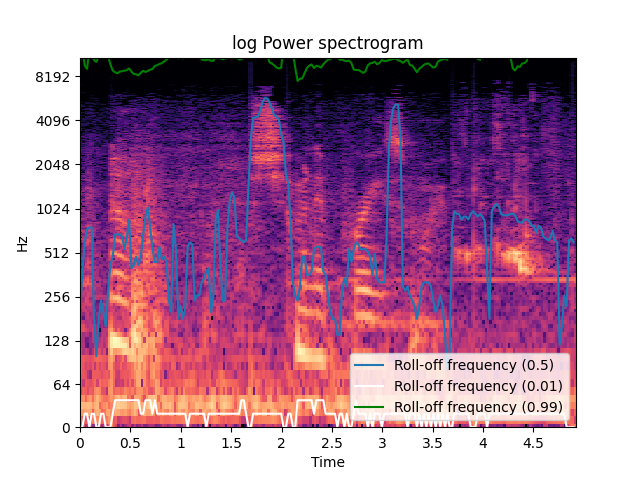 log Power spectrogram
8192
4096
2048
1024
512
256
128
64
0
Hz
Roll-off frequency (0.5)
Roll-off frequency (0.01)
Roll-off frequency (0.99)
0 0.5 1 1.5 2 2.5 3 3.5 4 4.5
Time